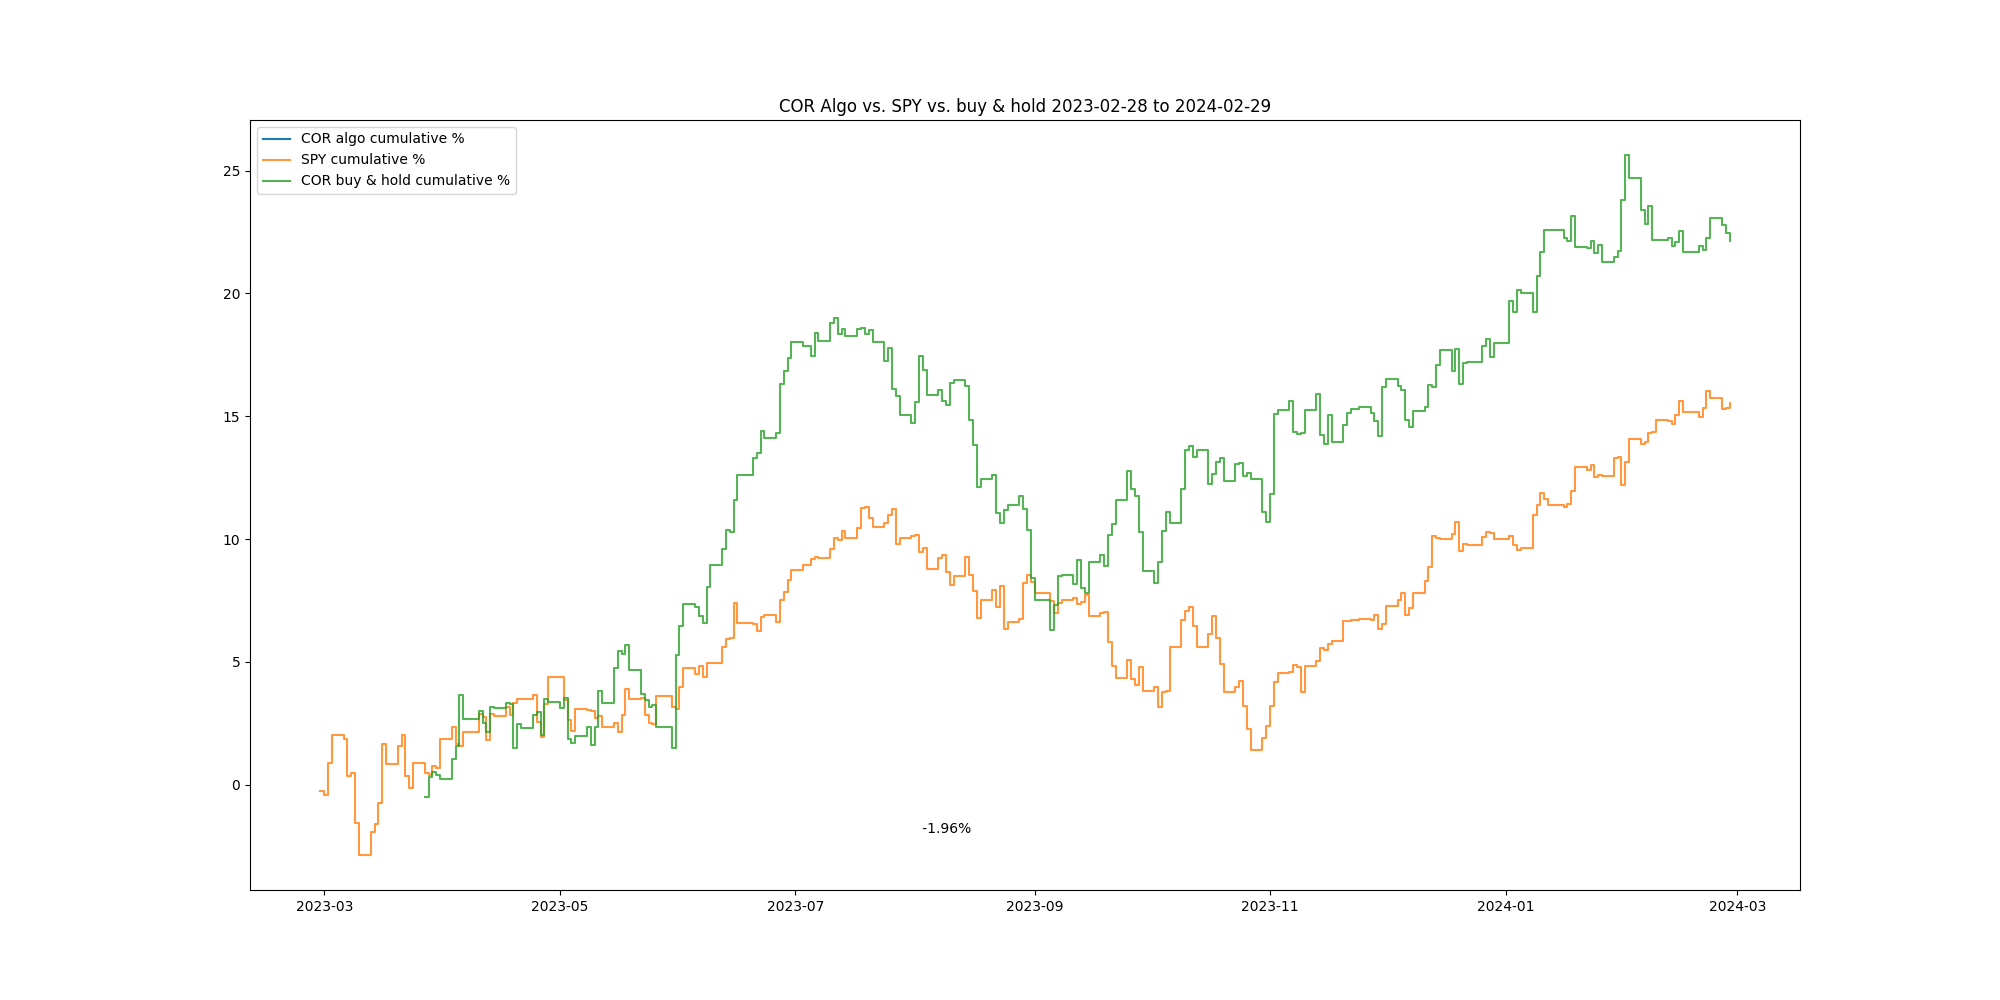 COR Algo vs. SPY vs. buy & hold 2023-02-28 to 2024-02-29
COR algo cumulative %
SPY cumulative %
COR buy & hold cumulative %
25
20
15
10
5
0
-1.96%
2023-03 2023-05 2023-07 2023-09 2023-11 2024-01 2024-03